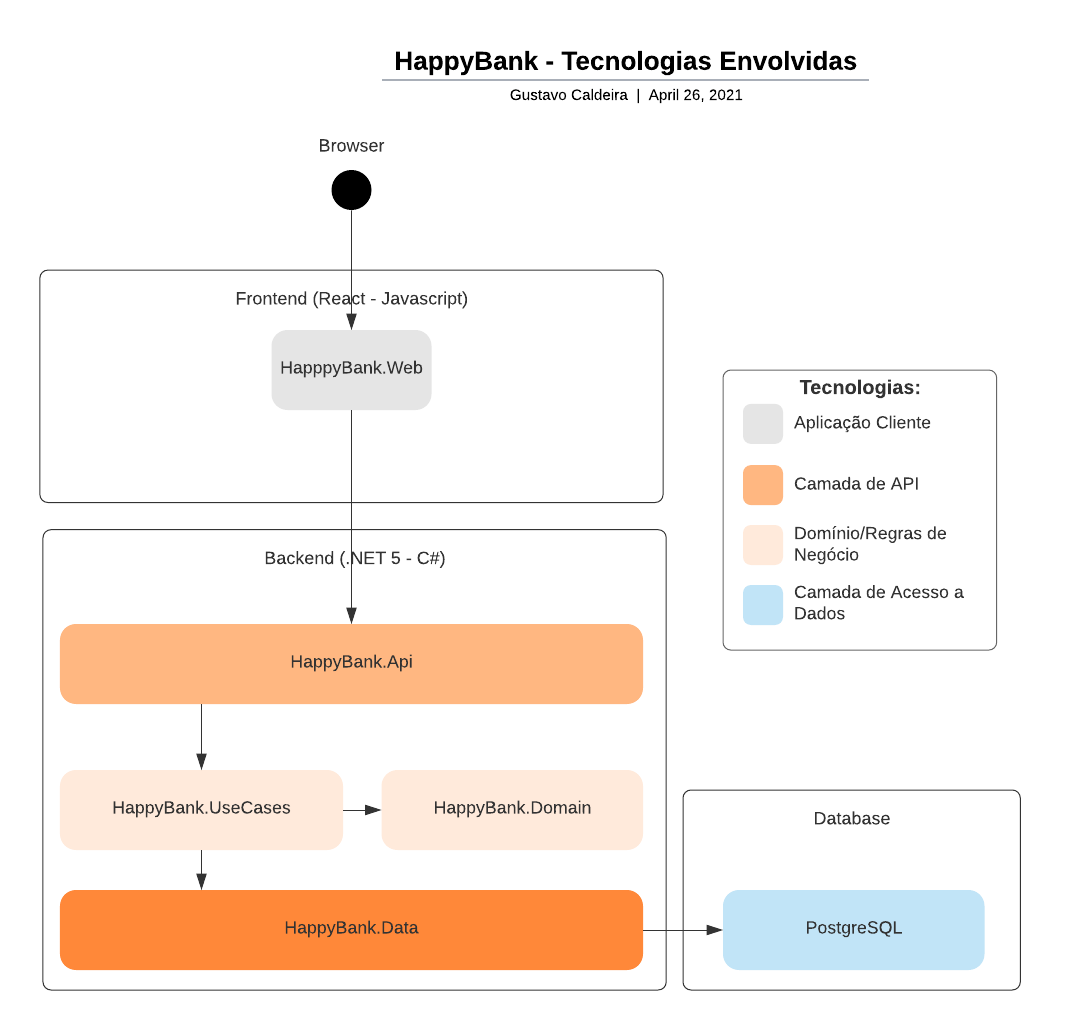 HappyBank - Tecnologias Envolvidas
Gustavo Caldeira | April 26, 2021
Browser
Frontend (React - Javascript)
HapppyBank.Web
Tecnologias:
Aplicação Cliente
Camada de API
Domínio/Regras de
Negócio
Camada de Acesso a
Dados
Backend (.NET 5 - C#)
HappyBank.Api
HappyBank.UseCases
HappyBank.Domain
HappyBank.Data
Database
PostgreSQL